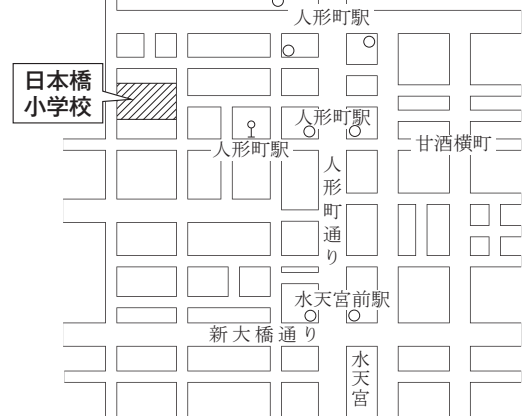 人形町駅
日本橋
小学校
人形町駅
甘酒横町
人形町駅
人形町通り
水天宮前駅
新大橋通り
水天宮